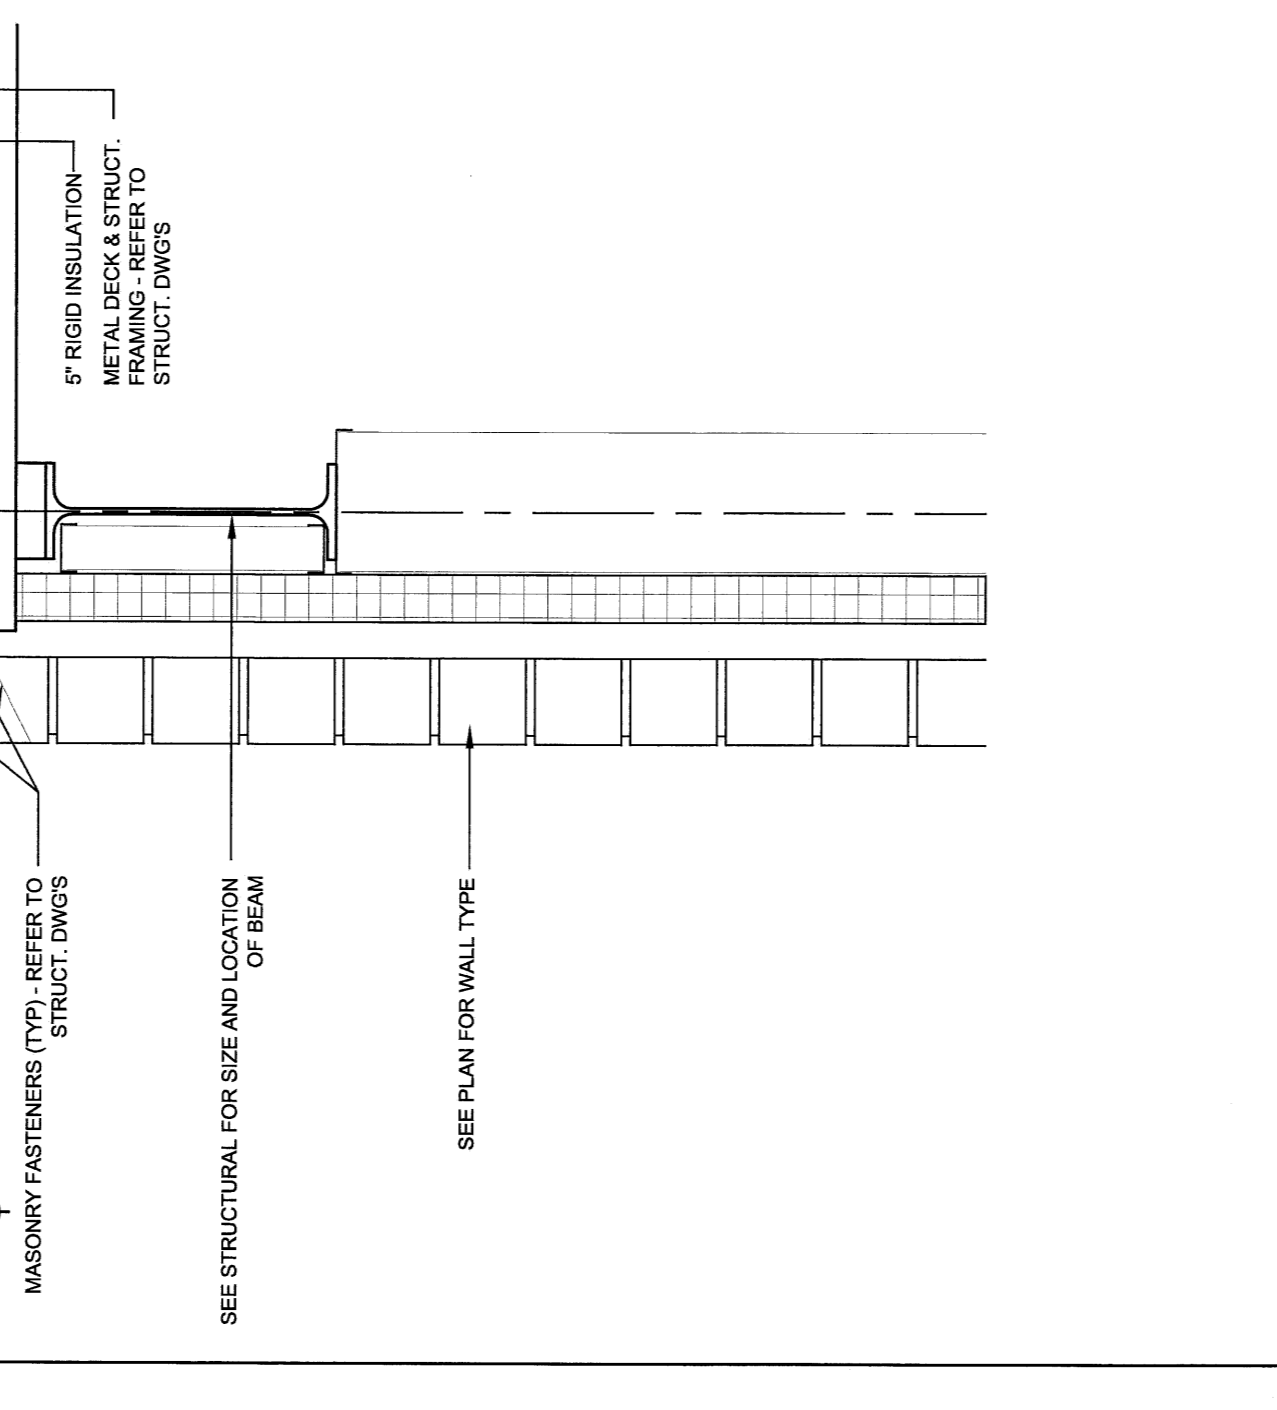 5" RIGID INSULATION
METAL DECK & STRUCT.
FRAMING - REFER TO
STRUCT. DWG'S
MASONRY FASTENERS (TYP) - REFER TO
STRUCT. DWG'S
SEE STRUCTURAL FOR SIZE AND LOCATION
OF BEAM
SEE PLAN FOR WALL TYPE